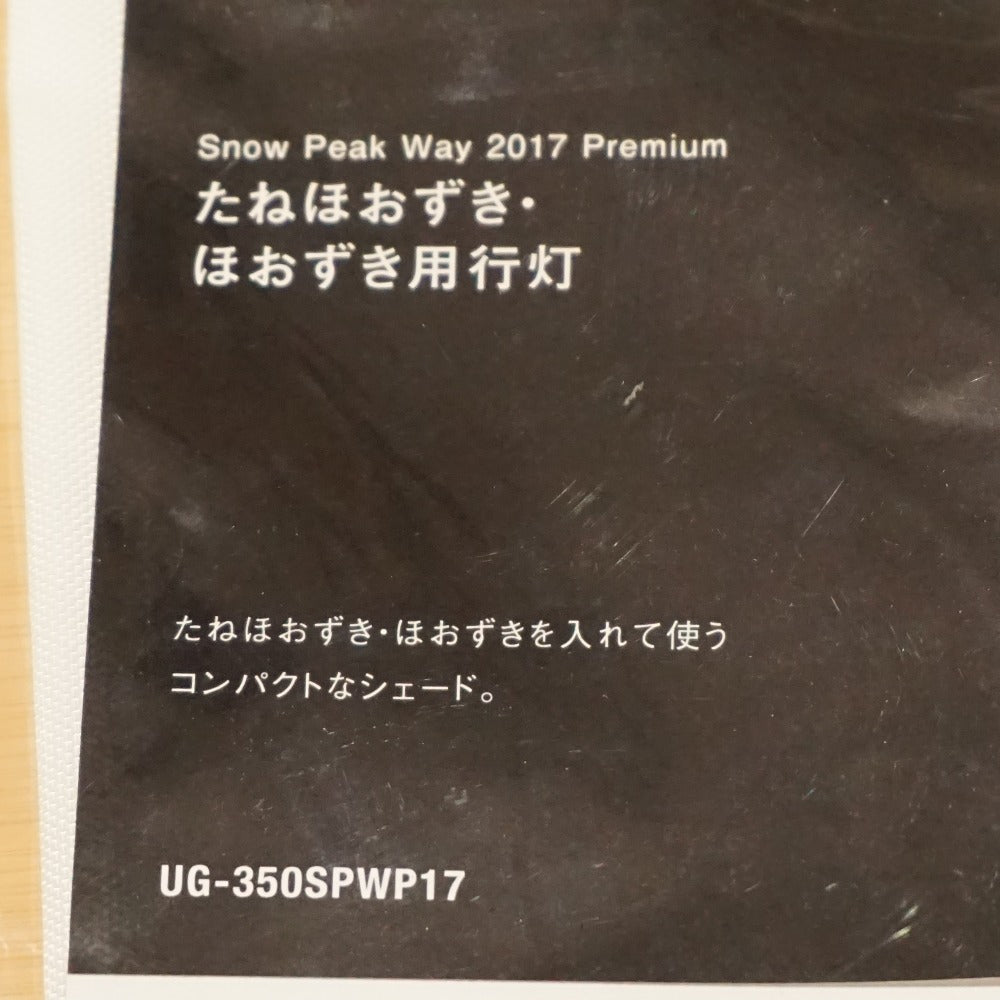 Snow Peak Way 2017 Premium
たねほおずき・
ほおずき用行灯
たねほおずき・ほおずきを入れて使う
コンパクトなシェード。
UG-350SPWP17